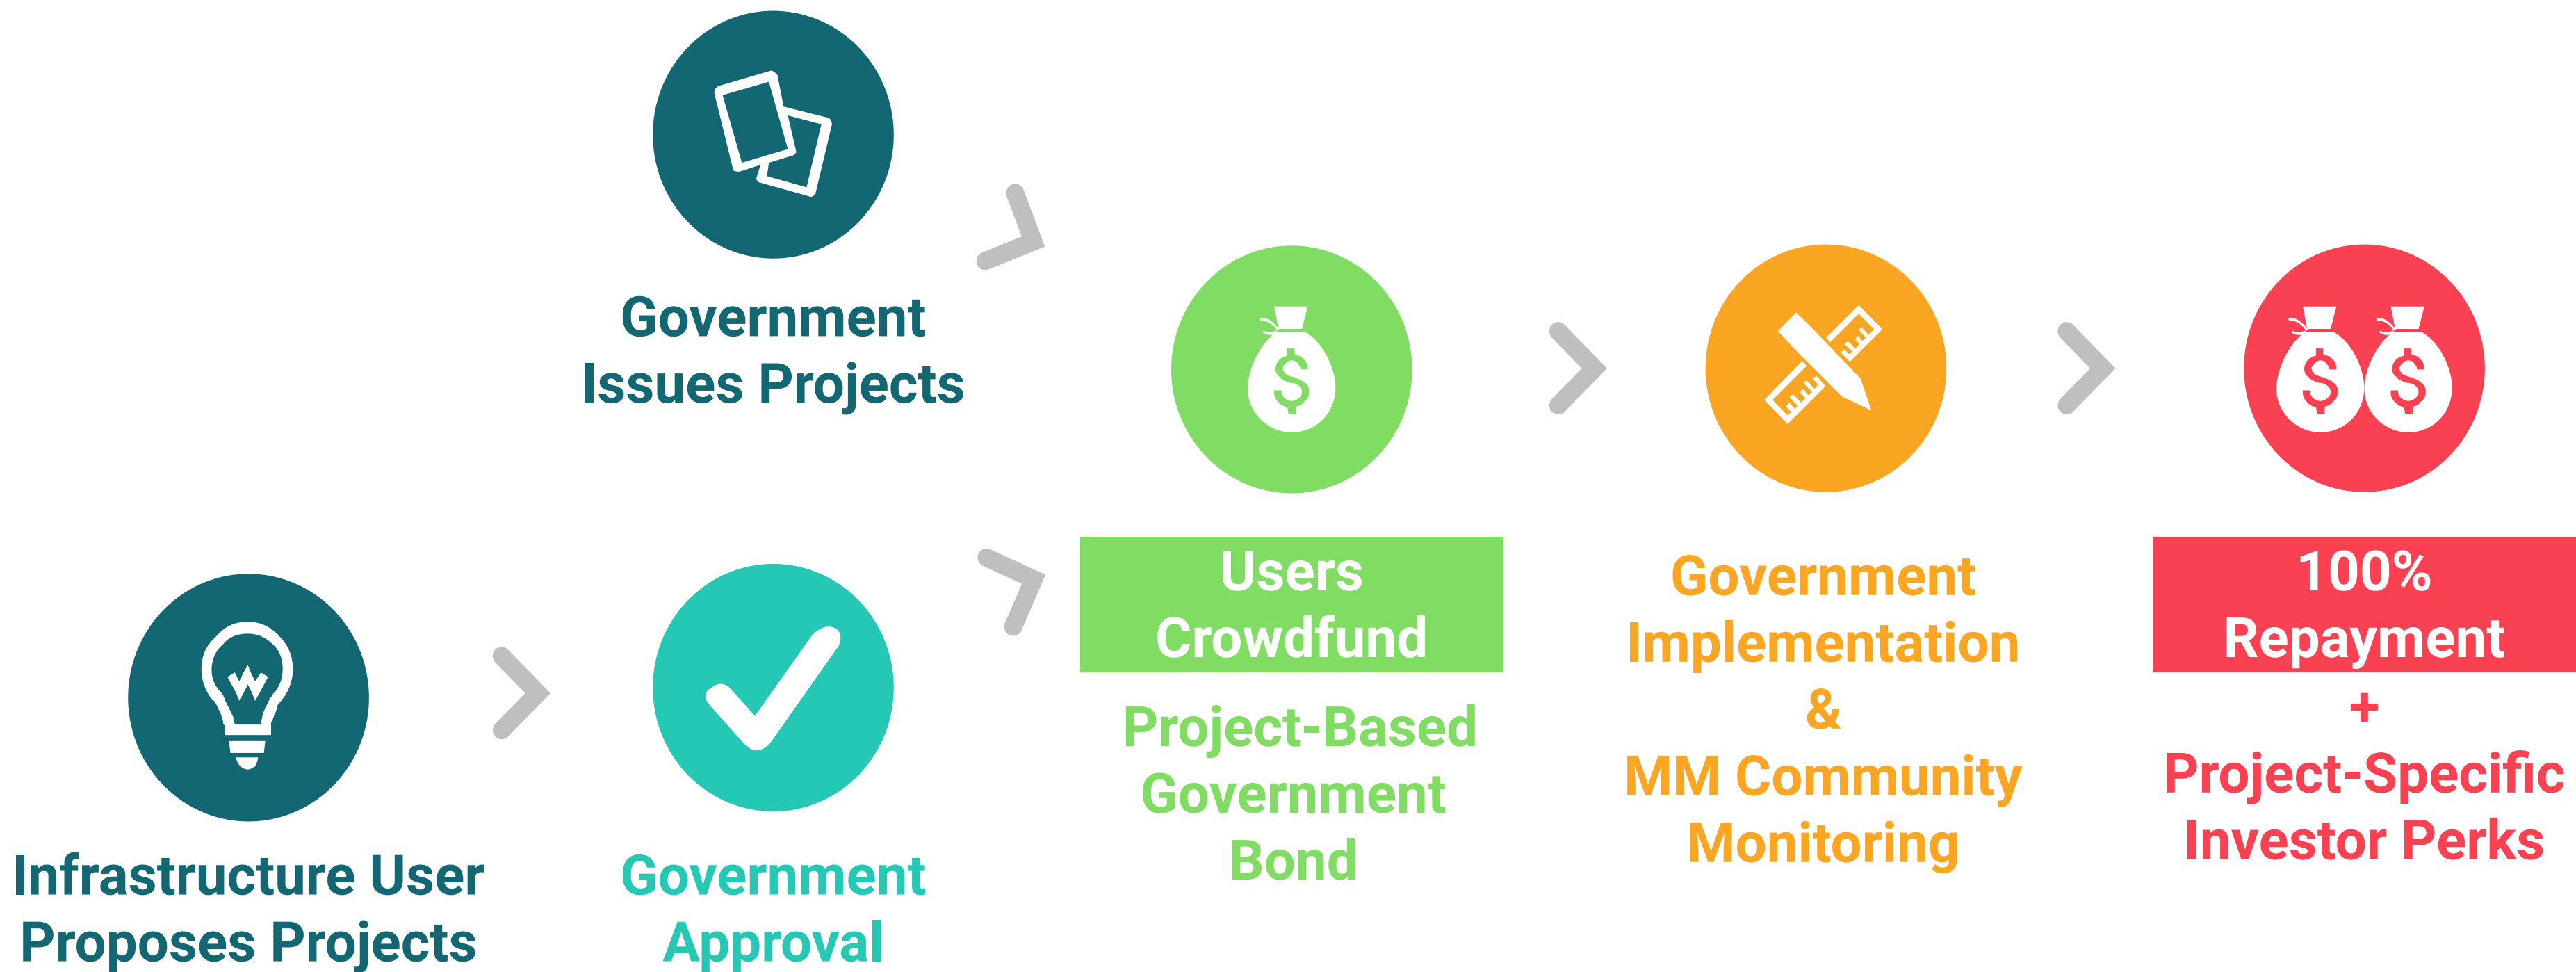 Government
Issues Projects
Infrastructure User
Proposes Projects
Government
Approval
Users
Crowdfund
Project-Based
Government
Bond
Government
Implementation
&
MM Community
Monitoring
100%
Repayment
+
Project-Specific
Investor Perks